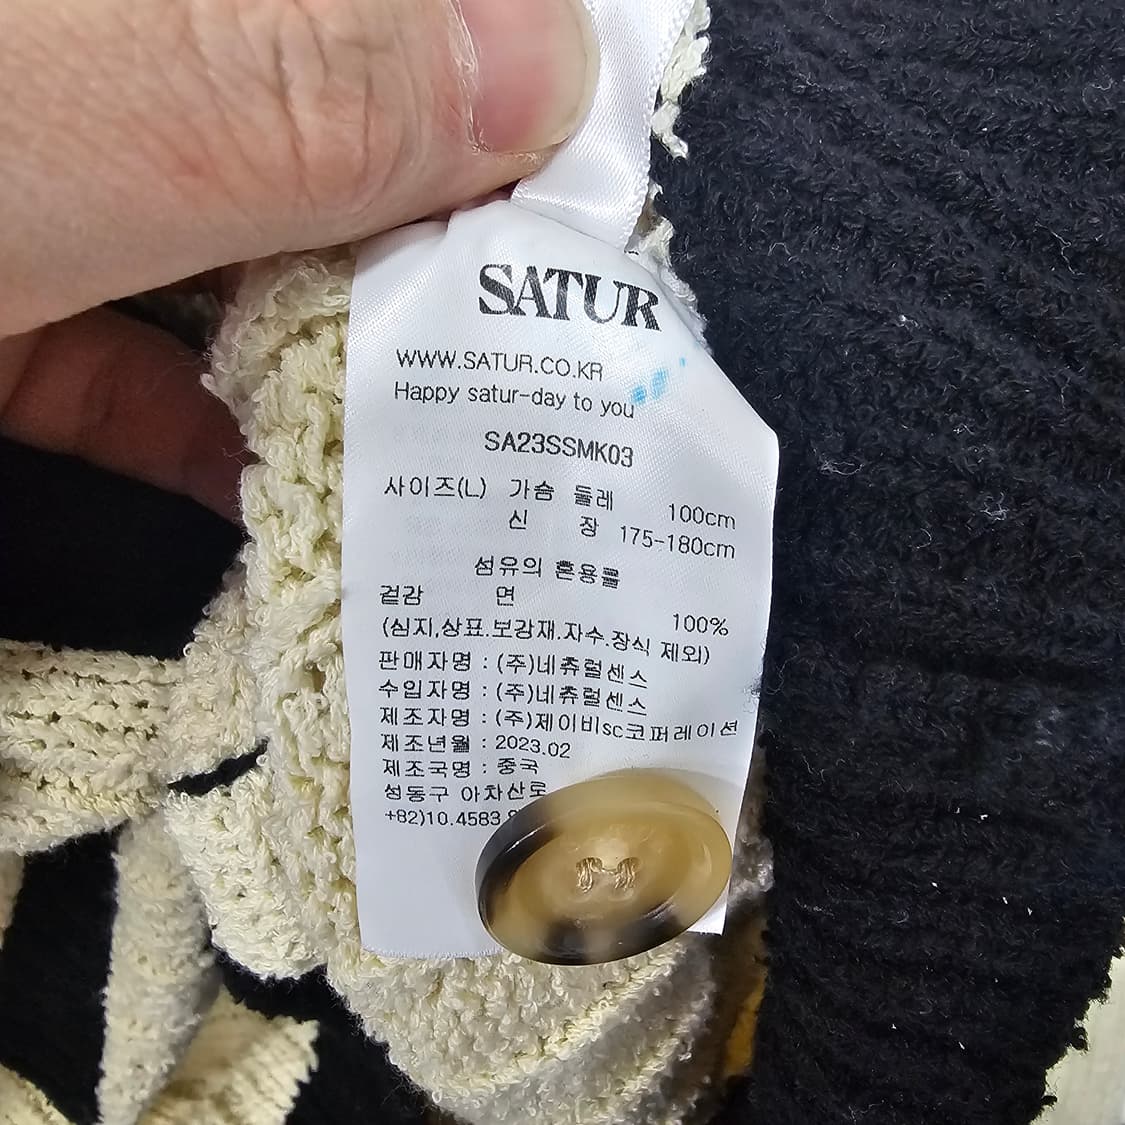 SATUR
WWW.SATUR.CO.KR
Happy satur-day to you
SA23SSMK03
사이즈(L) 가슴 둘레 100cm
신 장 175-180cm
섬유의 혼용률
겉감 면 100%
(심지,상표.보강재.자수.장식 제외)
판매자명 : (주)네츄럴센스
수입자명 : (주)네츄럴센스
제조자명 : (주)제이비sc코퍼레이션
제조년월 : 2023.02
제조국명 : 중국
성동구 아차산로
+82)10.4583